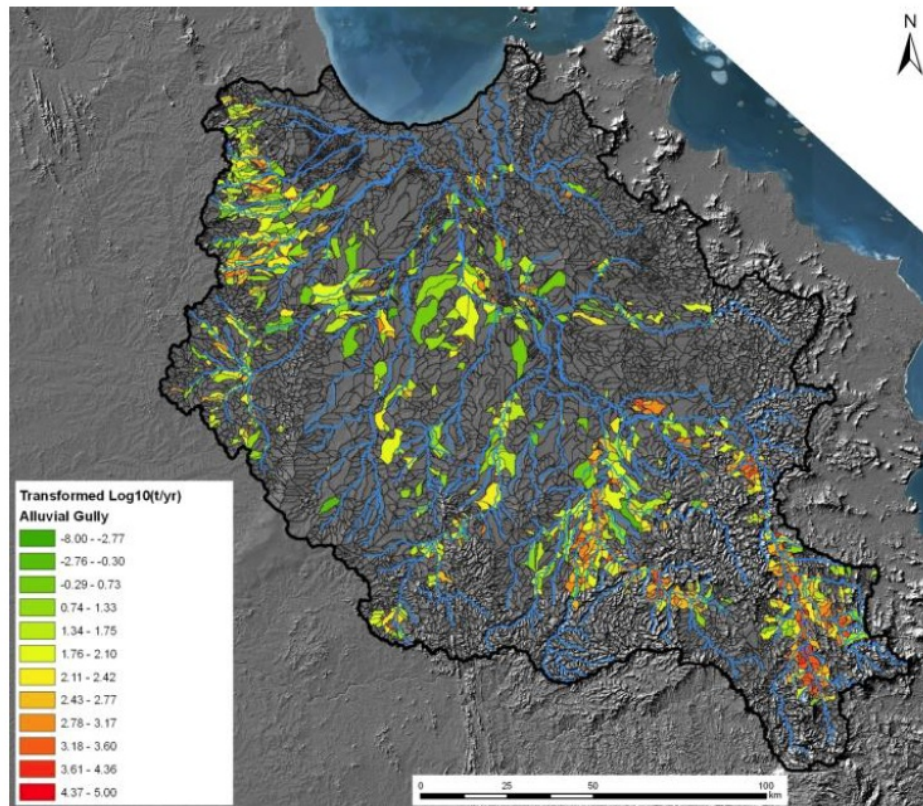 N
Transformed Log10(t/yr)
Alluvial Gully
-8.00 - -2.77
-2.76 - -0.30
-0.29 - 0.73
0.74 - 1.33
1.34 - 1.75
1.76 - 2.10
2.11 - 2.42
2.43 - 2.77
2.78 - 3.17
3.18 - 3.60
3.61 - 4.36
4.37 - 5.00
0 25 50 100
km